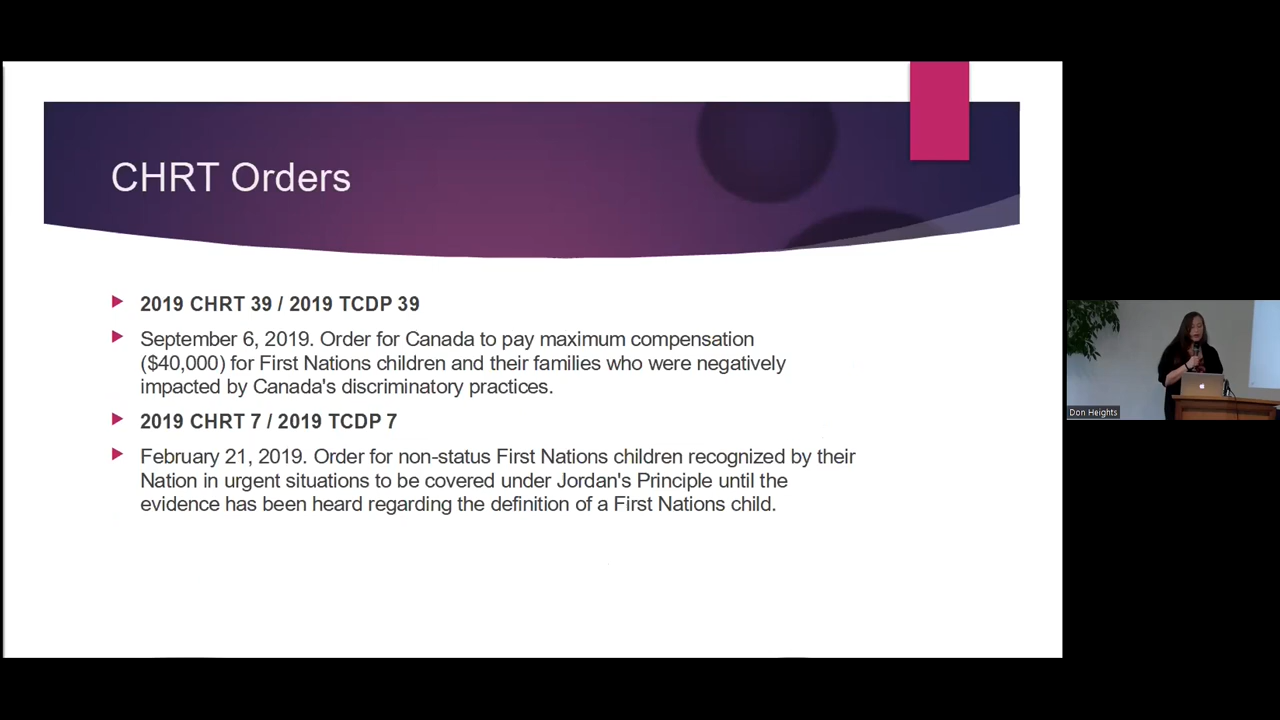 CHRT Orders
2019 CHRT 39 / 2019 TCDP 39
September 6, 2019. Order for Canada to pay maximum compensation
($40,000) for First Nations children and their families who were negatively
impacted by Canada's discriminatory practices.
2019 CHRT 7 / 2019 TCDP 7
February 21, 2019. Order for non-status First Nations children recognized by their
Nation in urgent situations to be covered under Jordan's Principle until the
evidence has been heard regarding the definition of a First Nations child.
Don Heights